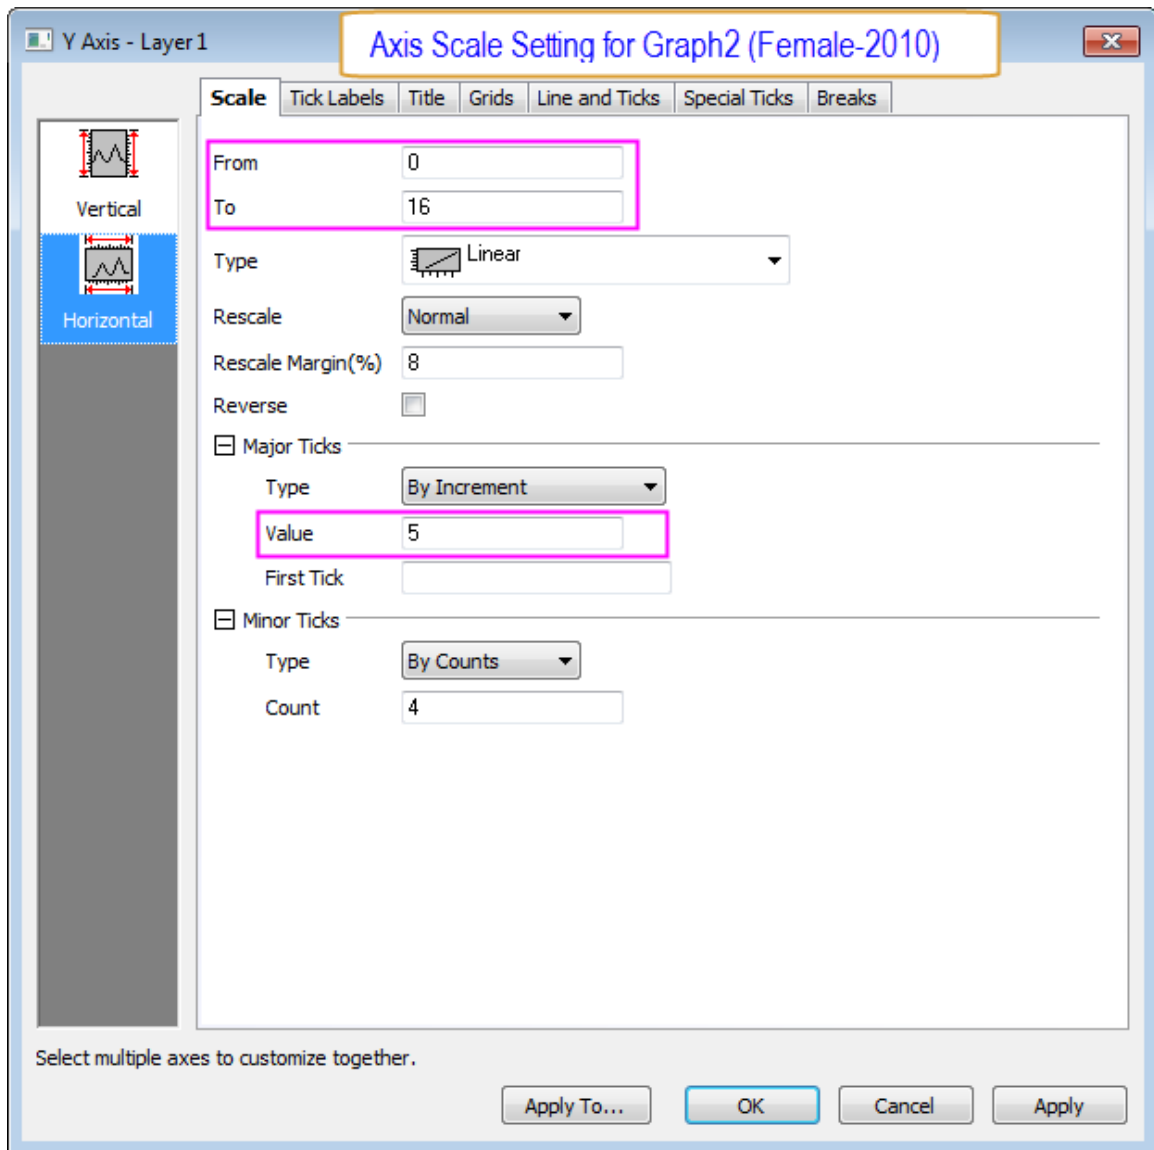 Y Axis - Layer 1
Axis Scale Setting for Graph2 (Female-2010)
Scale Tick Labels Title Grids Line and Ticks Special Ticks Breaks
Vertical
Horizontal
From 0
To 16
Type Linear
Rescale Normal
Rescale Margin(%) 8
Reverse
Major Ticks
Type By Increment
Value 5
First Tick
Minor Ticks
Type By Counts
Count 4
Select multiple axes to customize together.
Apply To... OK Cancel Apply